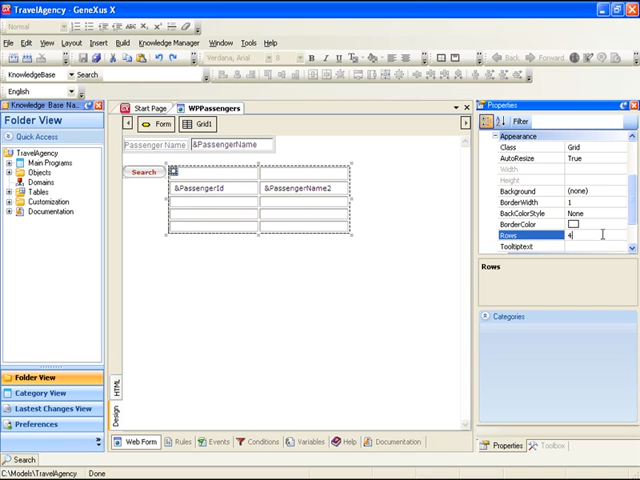 TravelAgency - GeneXus X
Normal
ABC
File Edit View Layout Insert Build Knowledge Manager Window Tools Help
Verdana, A 8 B I U
Back Forward
KnowledgeBase Search
English
Knowledge Base Na...
Folder View
Quick Access
TravelAgency
Main Programs
Objects
Domains
Tables
Customization
Documentation
Folder View
Category View
Lastest Changes View
Preferences
Start Page WPPassengers
Form Grid1
Passenger Name &PassengerName
Search
&PassengerId &PassengerName2
HTML
Design
Web Form Rules Events Conditions Variables Help Documentation
Properties
Filter
Appearance
Class Grid
AutoResize True
Width
Height
Background (none)
BorderWidth 1
BackColorStyle None
BorderColor
Rows 4
Tooltiptext
Rows
Categories
Properties Toolbox
Search
C:\Models\TravelAgency Done